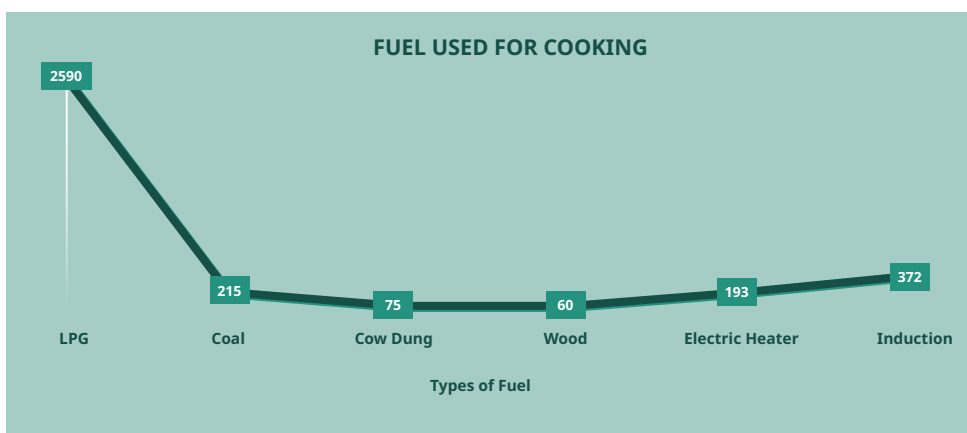 FUEL USED FOR COOKING
2590
215
75
60
193
372
LPG
Coal
Cow Dung
Wood
Electric Heater
Induction
Types of Fuel